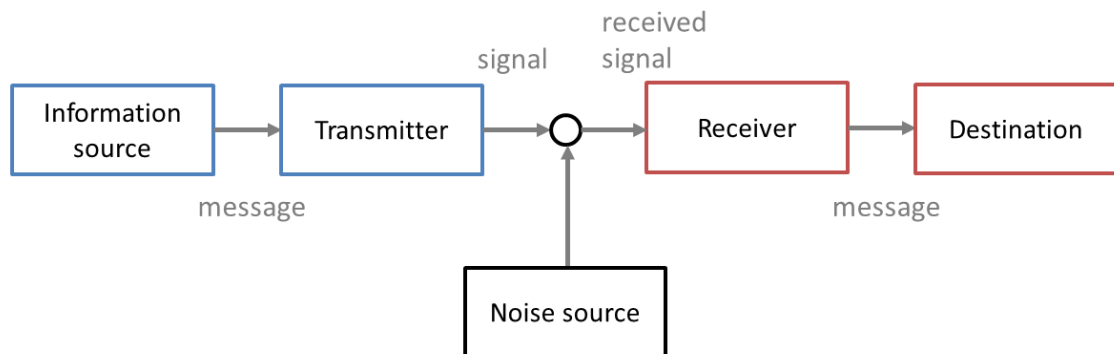 received
signal
signal
Information
source
Transmitter
Receiver
Destination
message
message
Noise source